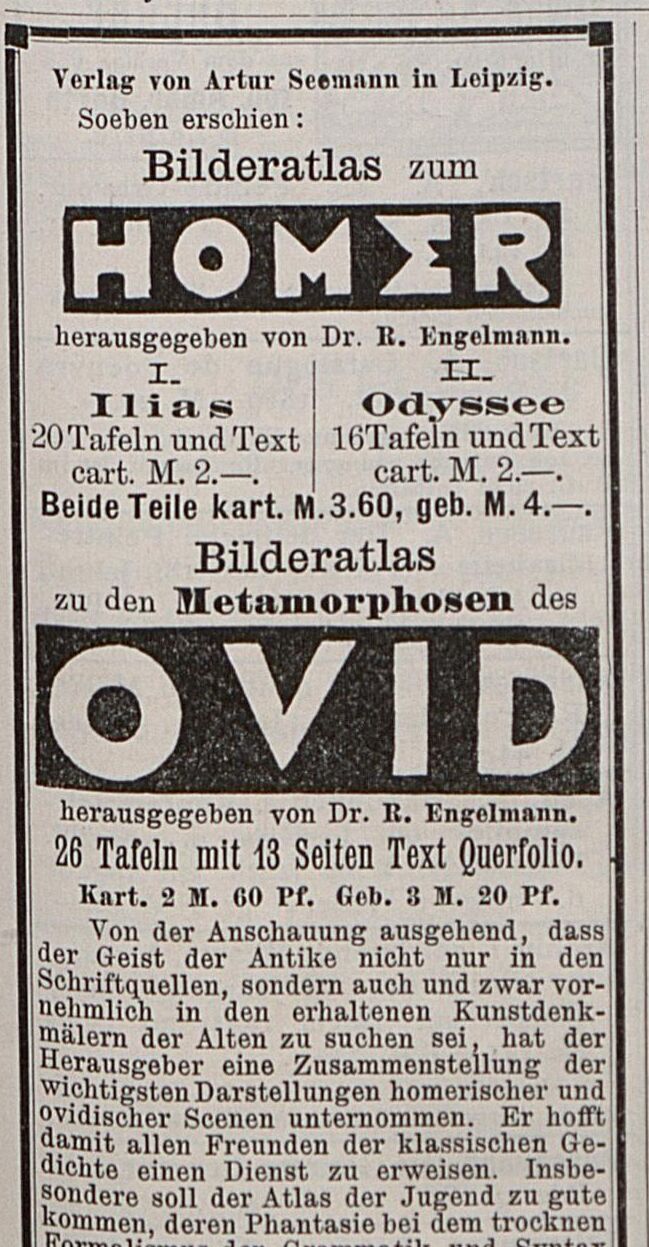 Verlag von Artur Seemann in Leipzig.
Soeben erschien:
Bilderatlas zum
HOMΣR
herausgegeben von Dr. R. Engelmann.
I.
Ilias
20 Tafeln und Text
cart. M. 2.—.
II.
Odyssee
16 Tafeln und Text
cart. M. 2.—.
Beide Teile kart. M. 3.60, geb. M. 4.—.
Bilderatlas
zu den Metamorphosen des
OVID
herausgegeben von Dr. R. Engelmann.
26 Tafeln mit 13 Seiten Text Querfolio.
Kart. 2 M. 60 Pf. Geb. 3 M. 20 Pf.
Von der Anschauung ausgehend, dass
der Geist der Antike nicht nur in den
Schriftquellen, sondern auch und zwar vor-
nehmlich in den erhaltenen Kunstdenk-
mälern der Alten zu suchen sei, hat der
Herausgeber eine Zusammenstellung der
wichtigsten Darstellungen homerischer und
ovidischer Scenen unternommen. Er hofft
damit allen Freunden der klassischen Ge-
dichte einen Dienst zu erweisen. Insbe-
sondere soll der Atlas der Jugend zu gute
kommen, deren Phantasie bei dem trocknen
Formalismus der Grammatik und Syntax